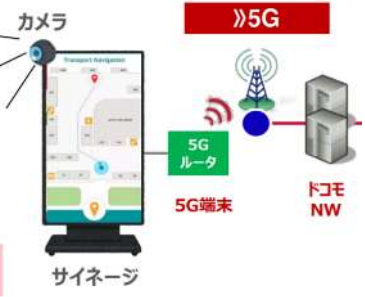 カメラ
》5G
Transport Navigation
5G
ルータ
5G端末
ドコモ
NW
サイネージ